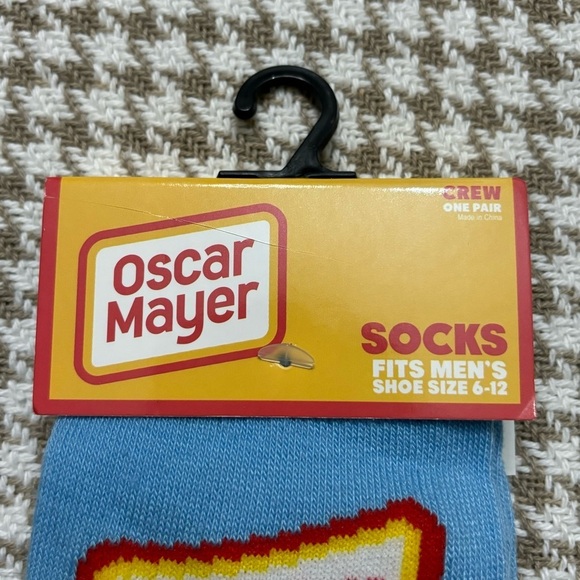 CREW
ONE PAIR
Made in China
Oscar
Mayer
SOCKS
FITS MEN'S
SHOE SIZE 6-12